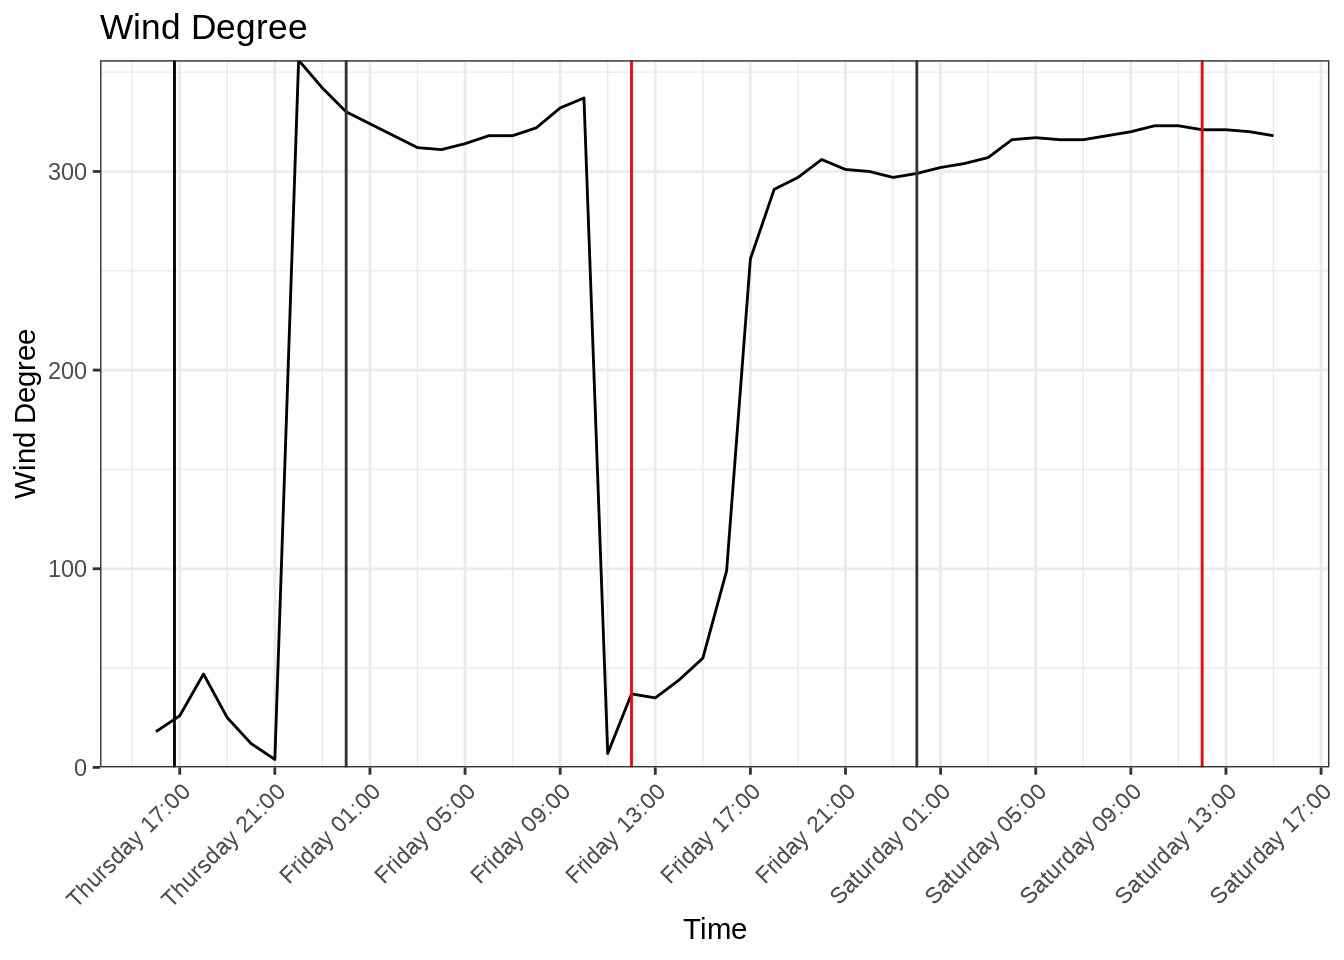 Wind Degree
Wind Degree
300
200
100
0
Thursday 17:00
Thursday 21:00
Friday 01:00
Friday 05:00
Friday 09:00
Friday 13:00
Friday 17:00
Friday 21:00
Saturday 01:00
Saturday 05:00
Saturday 09:00
Saturday 13:00
Saturday 17:00
Time